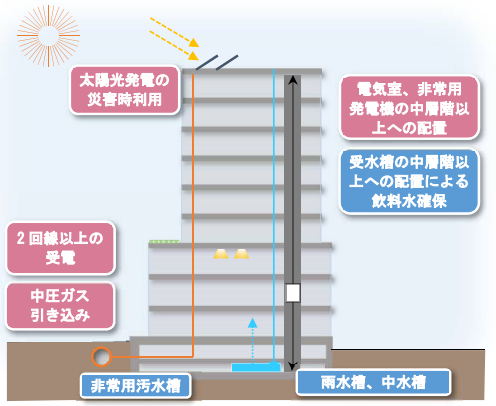 太陽光発電の
災害時利用
電気室、非常用
発電機の中層階以
上への配置
受水槽の中層階以
上への配置による
飲料水確保
2回線以上の
受電
中圧ガス
引き込み
非常用汚水槽
雨水槽、中水槽